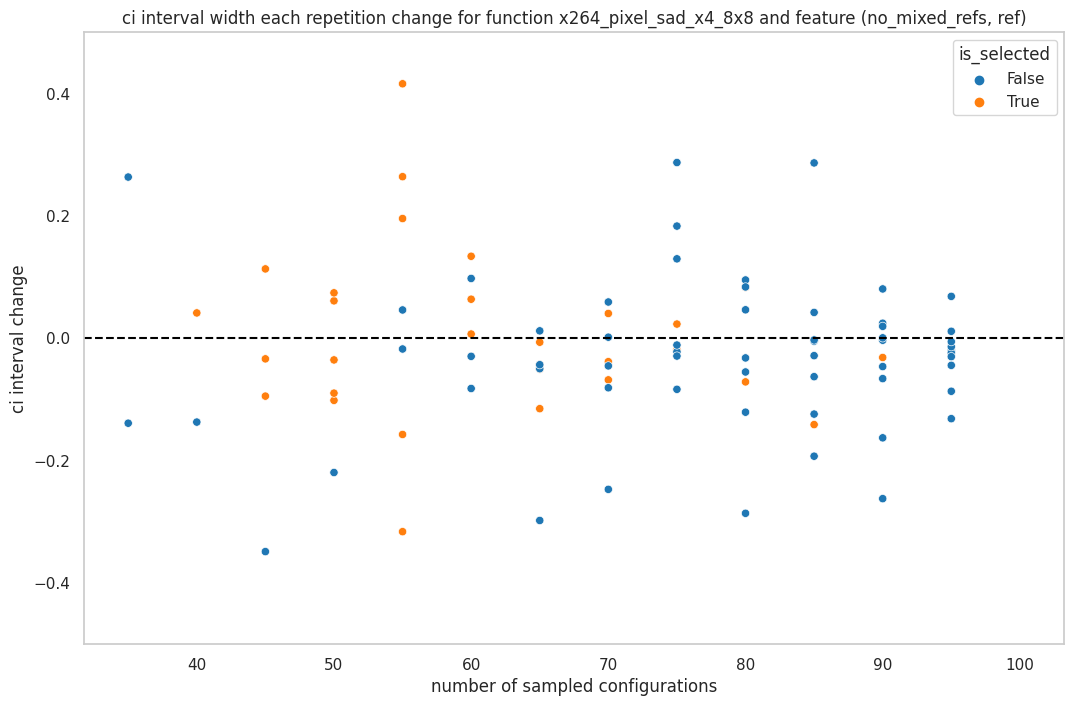 ci interval width each repetition change for function x264_pixel_sad_x4_8x8 and feature (no_mixed_refs, ref)
is_selected
False
True
ci interval change
0.4
0.2
0.0
−0.2
−0.4
40 50 60 70 80 90 100
number of sampled configurations